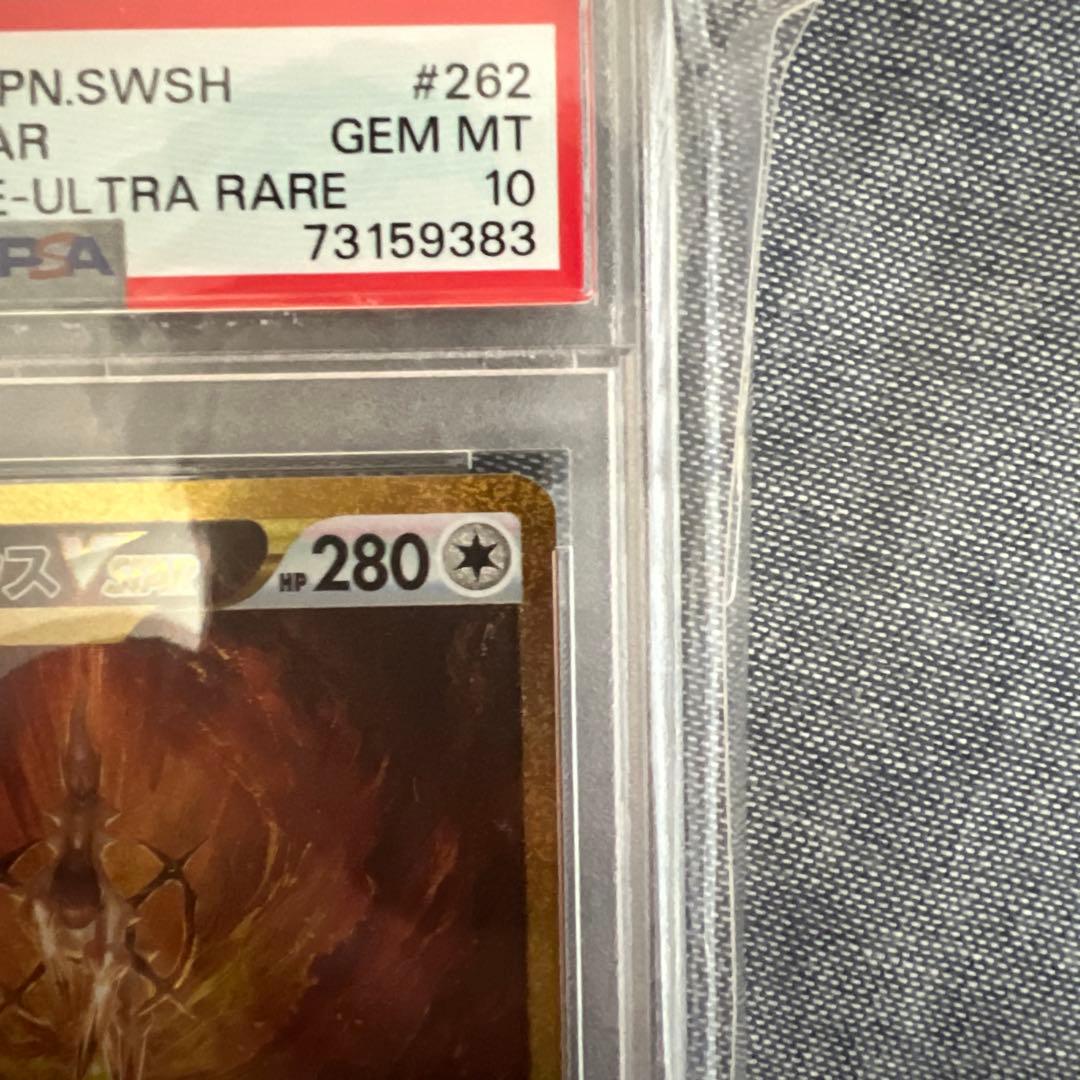 PN.SWSH #262
AR GEM MT
E-ULTRA RARE 10
PSA 73159383
ス VSTAR HP 280